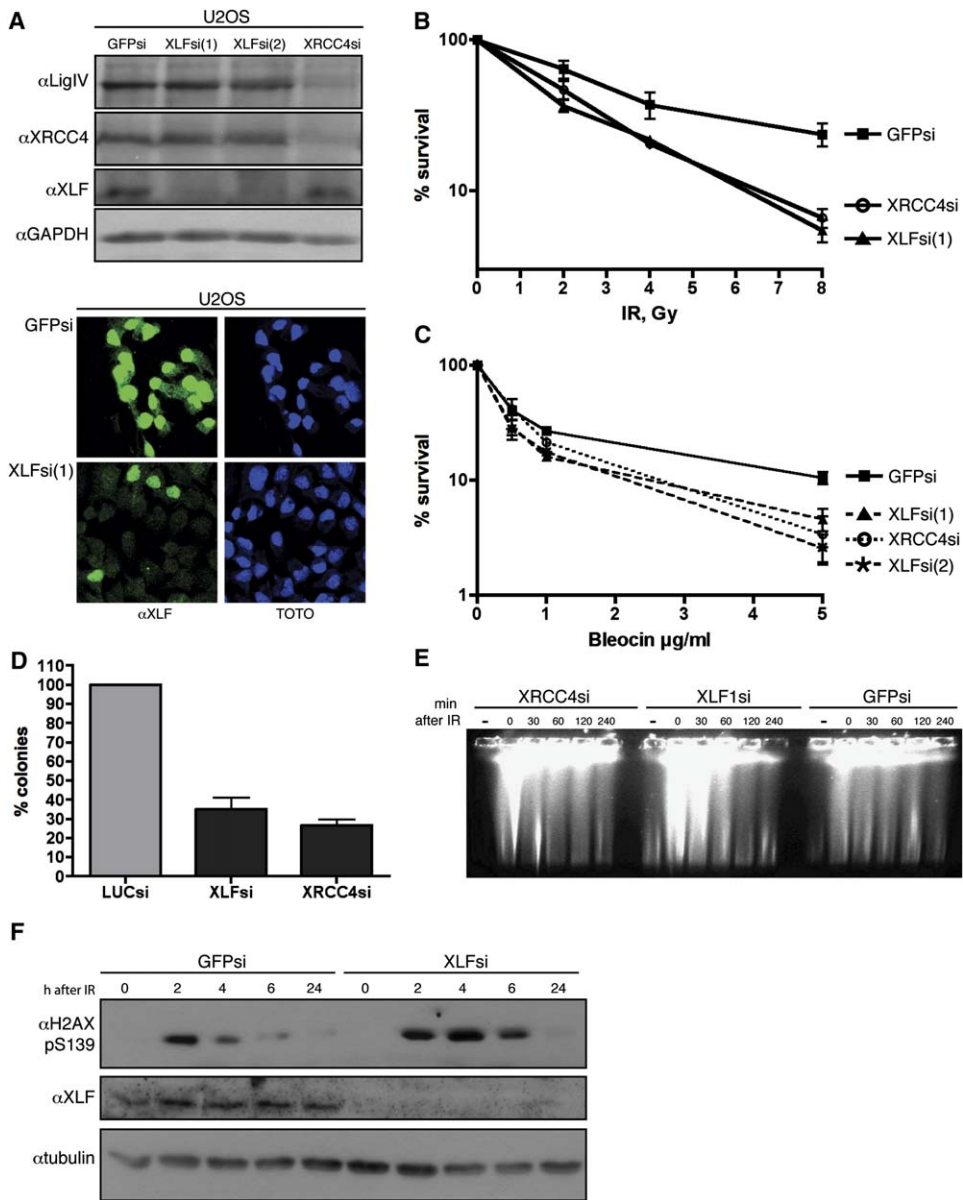 A
U2OS
GFPsi XLFsi(1) XLFsi(2) XRCC4si
αLigIV
αXRCC4
αXLF
αGAPDH
U2OS
GFPsi
XLFsi(1)
αXLF TOTO
B
100
10
% survival
0 1 2 3 4 5 6 7 8
IR, Gy
GFPsi
XRCC4si
XLFsi(1)
C
100
10
1
% survival
0 1 2 3 4 5
Bleocin µg/ml
GFPsi
XLFsi(1)
XRCC4si
XLFsi(2)
D
110
100
90
80
70
60
50
40
30
20
10
0
% colonies
LUCsi XLFsi XRCC4si
E
XRCC4si XLF1si GFPsi
min
after IR - 0 30 60 120 240 - 0 30 60 120 240 - 0 30 60 120 240
F
GFPsi XLFsi
h after IR 0 2 4 6 24 0 2 4 6 24
αH2AX
pS139
αXLF
αtubulin